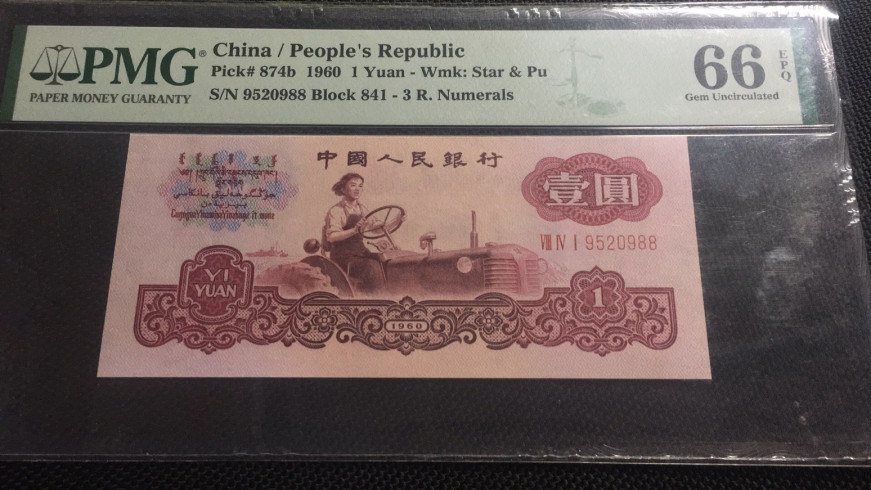 PMG®
PAPER MONEY GUARANTY
China / People's Republic
Pick# 874b 1960 1 Yuan - Wmk: Star & Pu
S/N 9520988 Block 841 - 3 R. Numerals
66 EPQ
Gem Uncirculated
中國人民銀行
壹圓
VIII IV I 9520988
YI
YUAN
1960
1